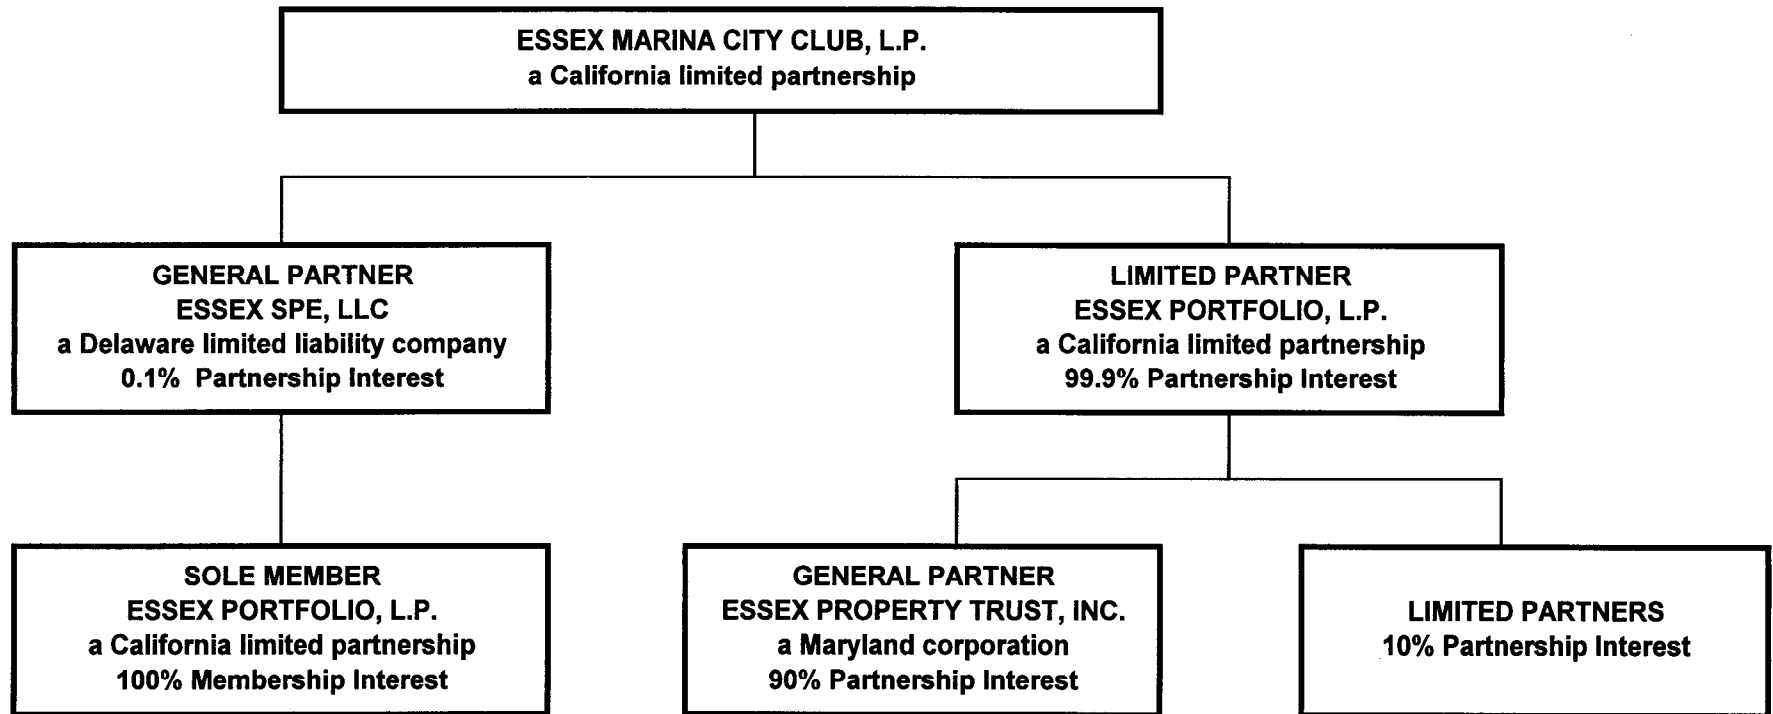 ESSEX MARINA CITY CLUB, L.P.
a California limited partnership
GENERAL PARTNER
ESSEX SPE, LLC
a Delaware limited liability company
0.1% Partnership Interest
LIMITED PARTNER
ESSEX PORTFOLIO, L.P.
a California limited partnership
99.9% Partnership Interest
SOLE MEMBER
ESSEX PORTFOLIO, L.P.
a California limited partnership
100% Membership Interest
GENERAL PARTNER
ESSEX PROPERTY TRUST, INC.
a Maryland corporation
90% Partnership Interest
LIMITED PARTNERS
10% Partnership Interest